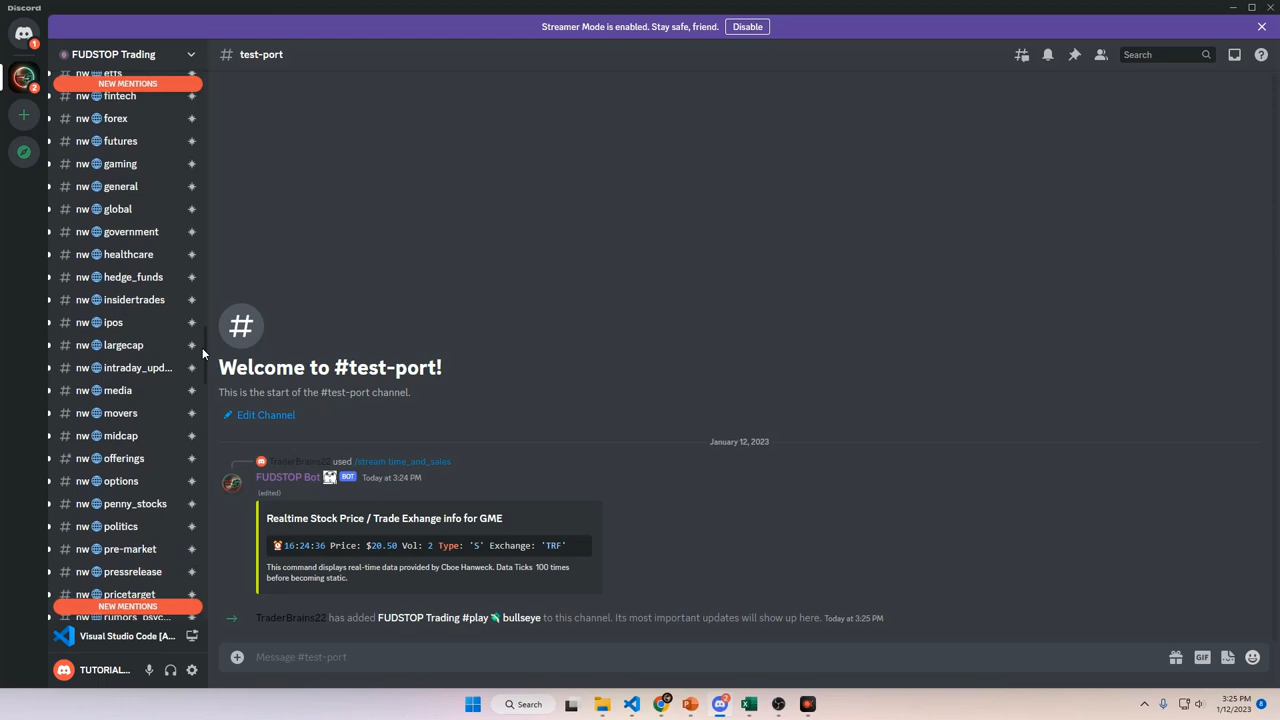 Discord
Streamer Mode is enabled. Stay safe, friend. Disable
1
FUDSTOP Trading
test-port
Search
2
etfs
NEW MENTIONS
nw fintech
nw forex
nw futures
nw gaming
nw general
nw global
nw government
nw healthcare
nw hedge_funds
nw insidertrades
nw ipos
nw largecap
nw intraday_upd...
nw media
nw movers
nw midcap
nw offerings
nw options
nw penny_stocks
nw politics
nw pre-market
nw pressrelease
nw pricetarget
NEW MENTIONS
Visual Studio Code [A...
TUTORIAL...
Welcome to #test-port!
This is the start of the #test-port channel.
Edit Channel
January 12, 2023
TraderBrains22 used /stream time_and_sales
FUDSTOP Bot BOT Today at 3:24 PM
(edited)
Realtime Stock Price / Trade Exhange info for GME
16:24:36 Price: $20.50 Vol: 2 Type: 'S' Exchange: 'TRF'
This command displays real-time data provided by Cboe Hanweck. Data Ticks 100 times
before becoming static.
TraderBrains22 has added FUDSTOP Trading #play bullseye to this channel. Its most important updates will show up here. Today at 3:25 PM
Message #test-port
GIF
Search
3:25 PM
1/12/2023